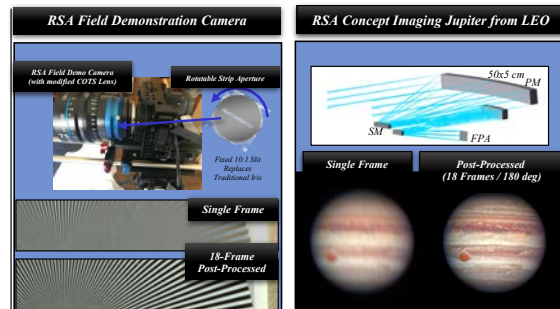 RSA Field Demonstration Camera
RSA Field Demo Camera
(with modified COTS Lens)
Rotatable Strip Aperture
Fixed 10:1 Slit
Replaces
Traditional Iris
Single Frame
18-Frame
Post-Processed
RSA Concept Imaging Jupiter from LEO
50x5 cm
PM
SM
FPA
Single Frame
Post-Processed
(18 Frames / 180 deg)